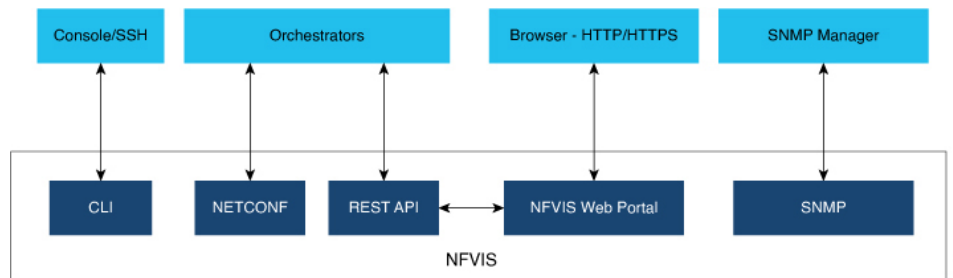 Console/SSH
Orchestrators
Browser - HTTP/HTTPS
SNMP Manager
CLI
NETCONF
REST API
NFVIS Web Portal
SNMP
NFVIS